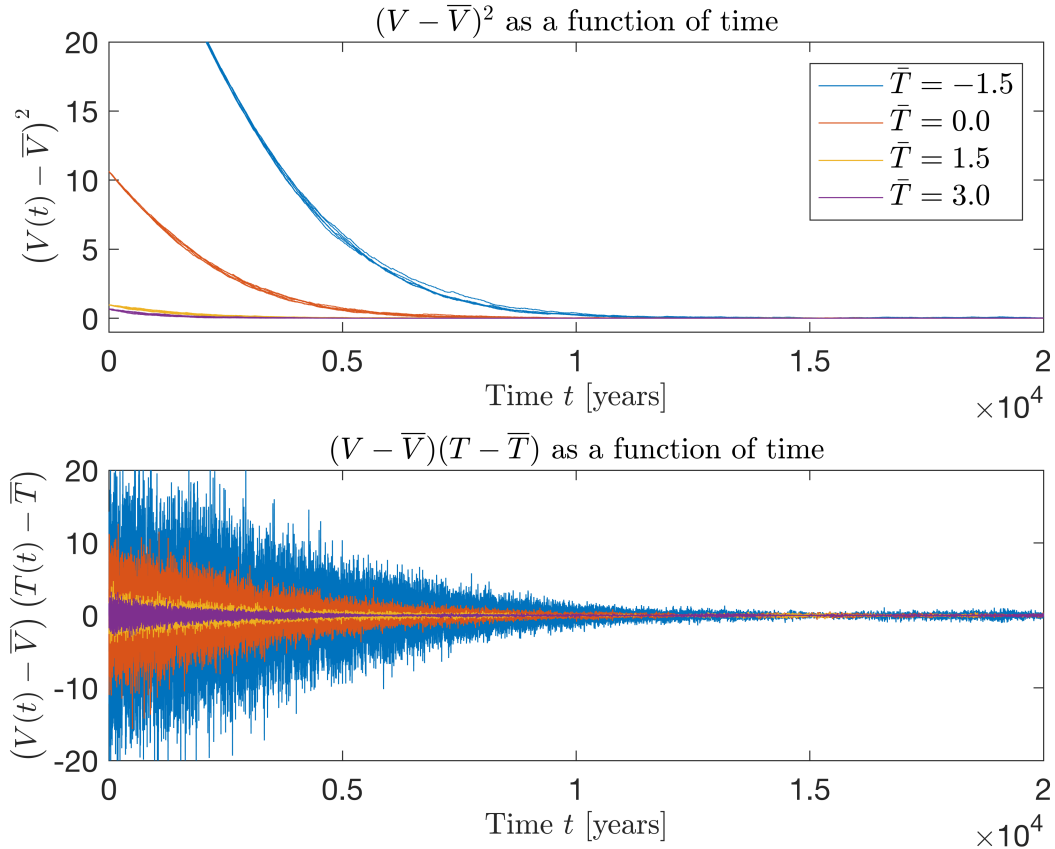 (V − V̅)² as a function of time
(V(t) − V̅)²
20
15
10
5
0
T̄ = −1.5
T̄ = 0.0
T̄ = 1.5
T̄ = 3.0
0 0.5 1 1.5 2
Time t [years]
×10⁴
(V − V̅)(T − T̅) as a function of time
(V(t) − V̅) (T(t) − T̅)
20
10
0
-10
-20
0 0.5 1 1.5 2
Time t [years]
×10⁴